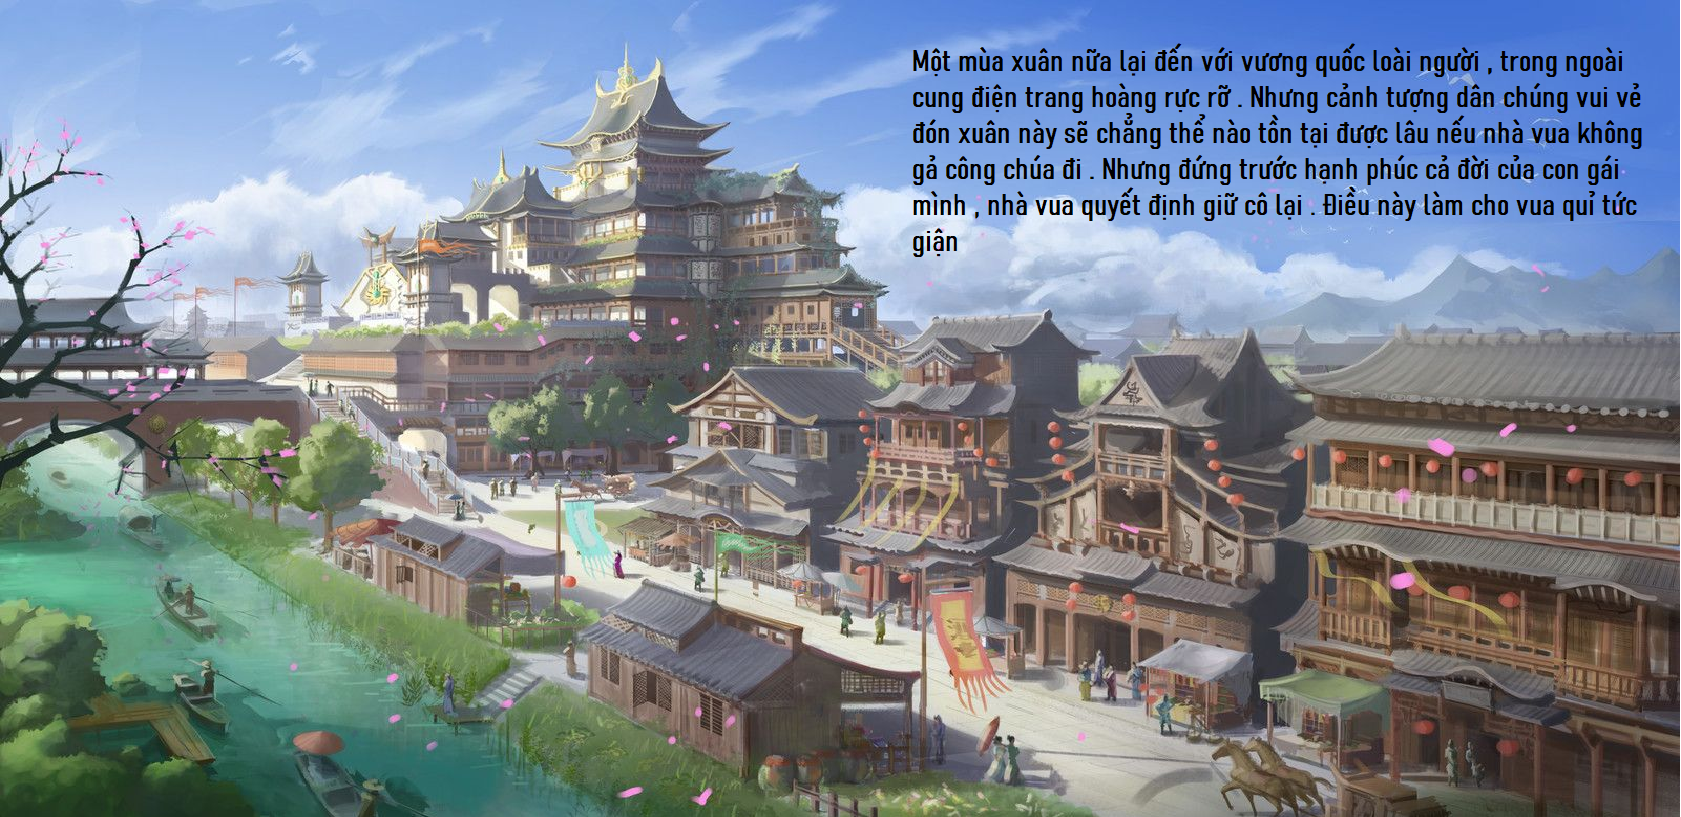 Một mùa xuân nữa lại đến với vương quốc loài người , trong ngoài
cung điện trang hoàng rực rỡ . Nhưng cảnh tượng dân chúng vui vẻ
đón xuân này sẽ chẳng thể nào tồn tại được lâu nếu nhà vua không
gả công chúa đi . Nhưng đứng trước hạnh phúc cả đời của con gái
mình , nhà vua quyết định giữ cô lại . Điều này làm cho vua quỉ tức
giận